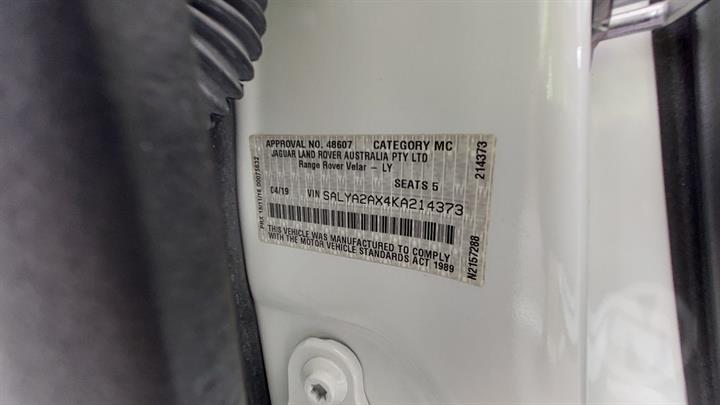 APPROVAL NO. 48607 CATEGORY MC
JAGUAR LAND ROVER AUSTRALIA PTY LTD
Range Rover Velar - LY
SEATS 5
04/19 VIN SALYA2AX4KA214373
THIS VEHICLE WAS MANUFACTURED TO COMPLY
WITH THE MOTOR VEHICLE STANDARDS ACT 1989
214373
N2157288